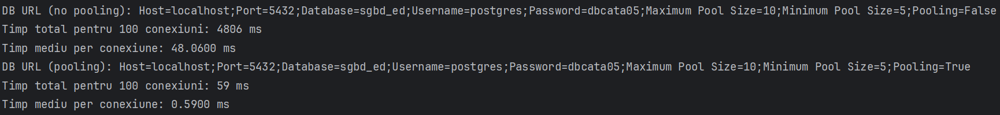 DB URL (no pooling): Host=localhost;Port=5432;Database=sgbd_ed;Username=postgres;Password=dbcata05;Maximum Pool Size=10;Minimum Pool Size=5;Pooling=False
Timp total pentru 100 conexiuni: 4806 ms
Timp mediu per conexiune: 48.0600 ms
DB URL (pooling): Host=localhost;Port=5432;Database=sgbd_ed;Username=postgres;Password=dbcata05;Maximum Pool Size=10;Minimum Pool Size=5;Pooling=True
Timp total pentru 100 conexiuni: 59 ms
Timp mediu per conexiune: 0.5900 ms